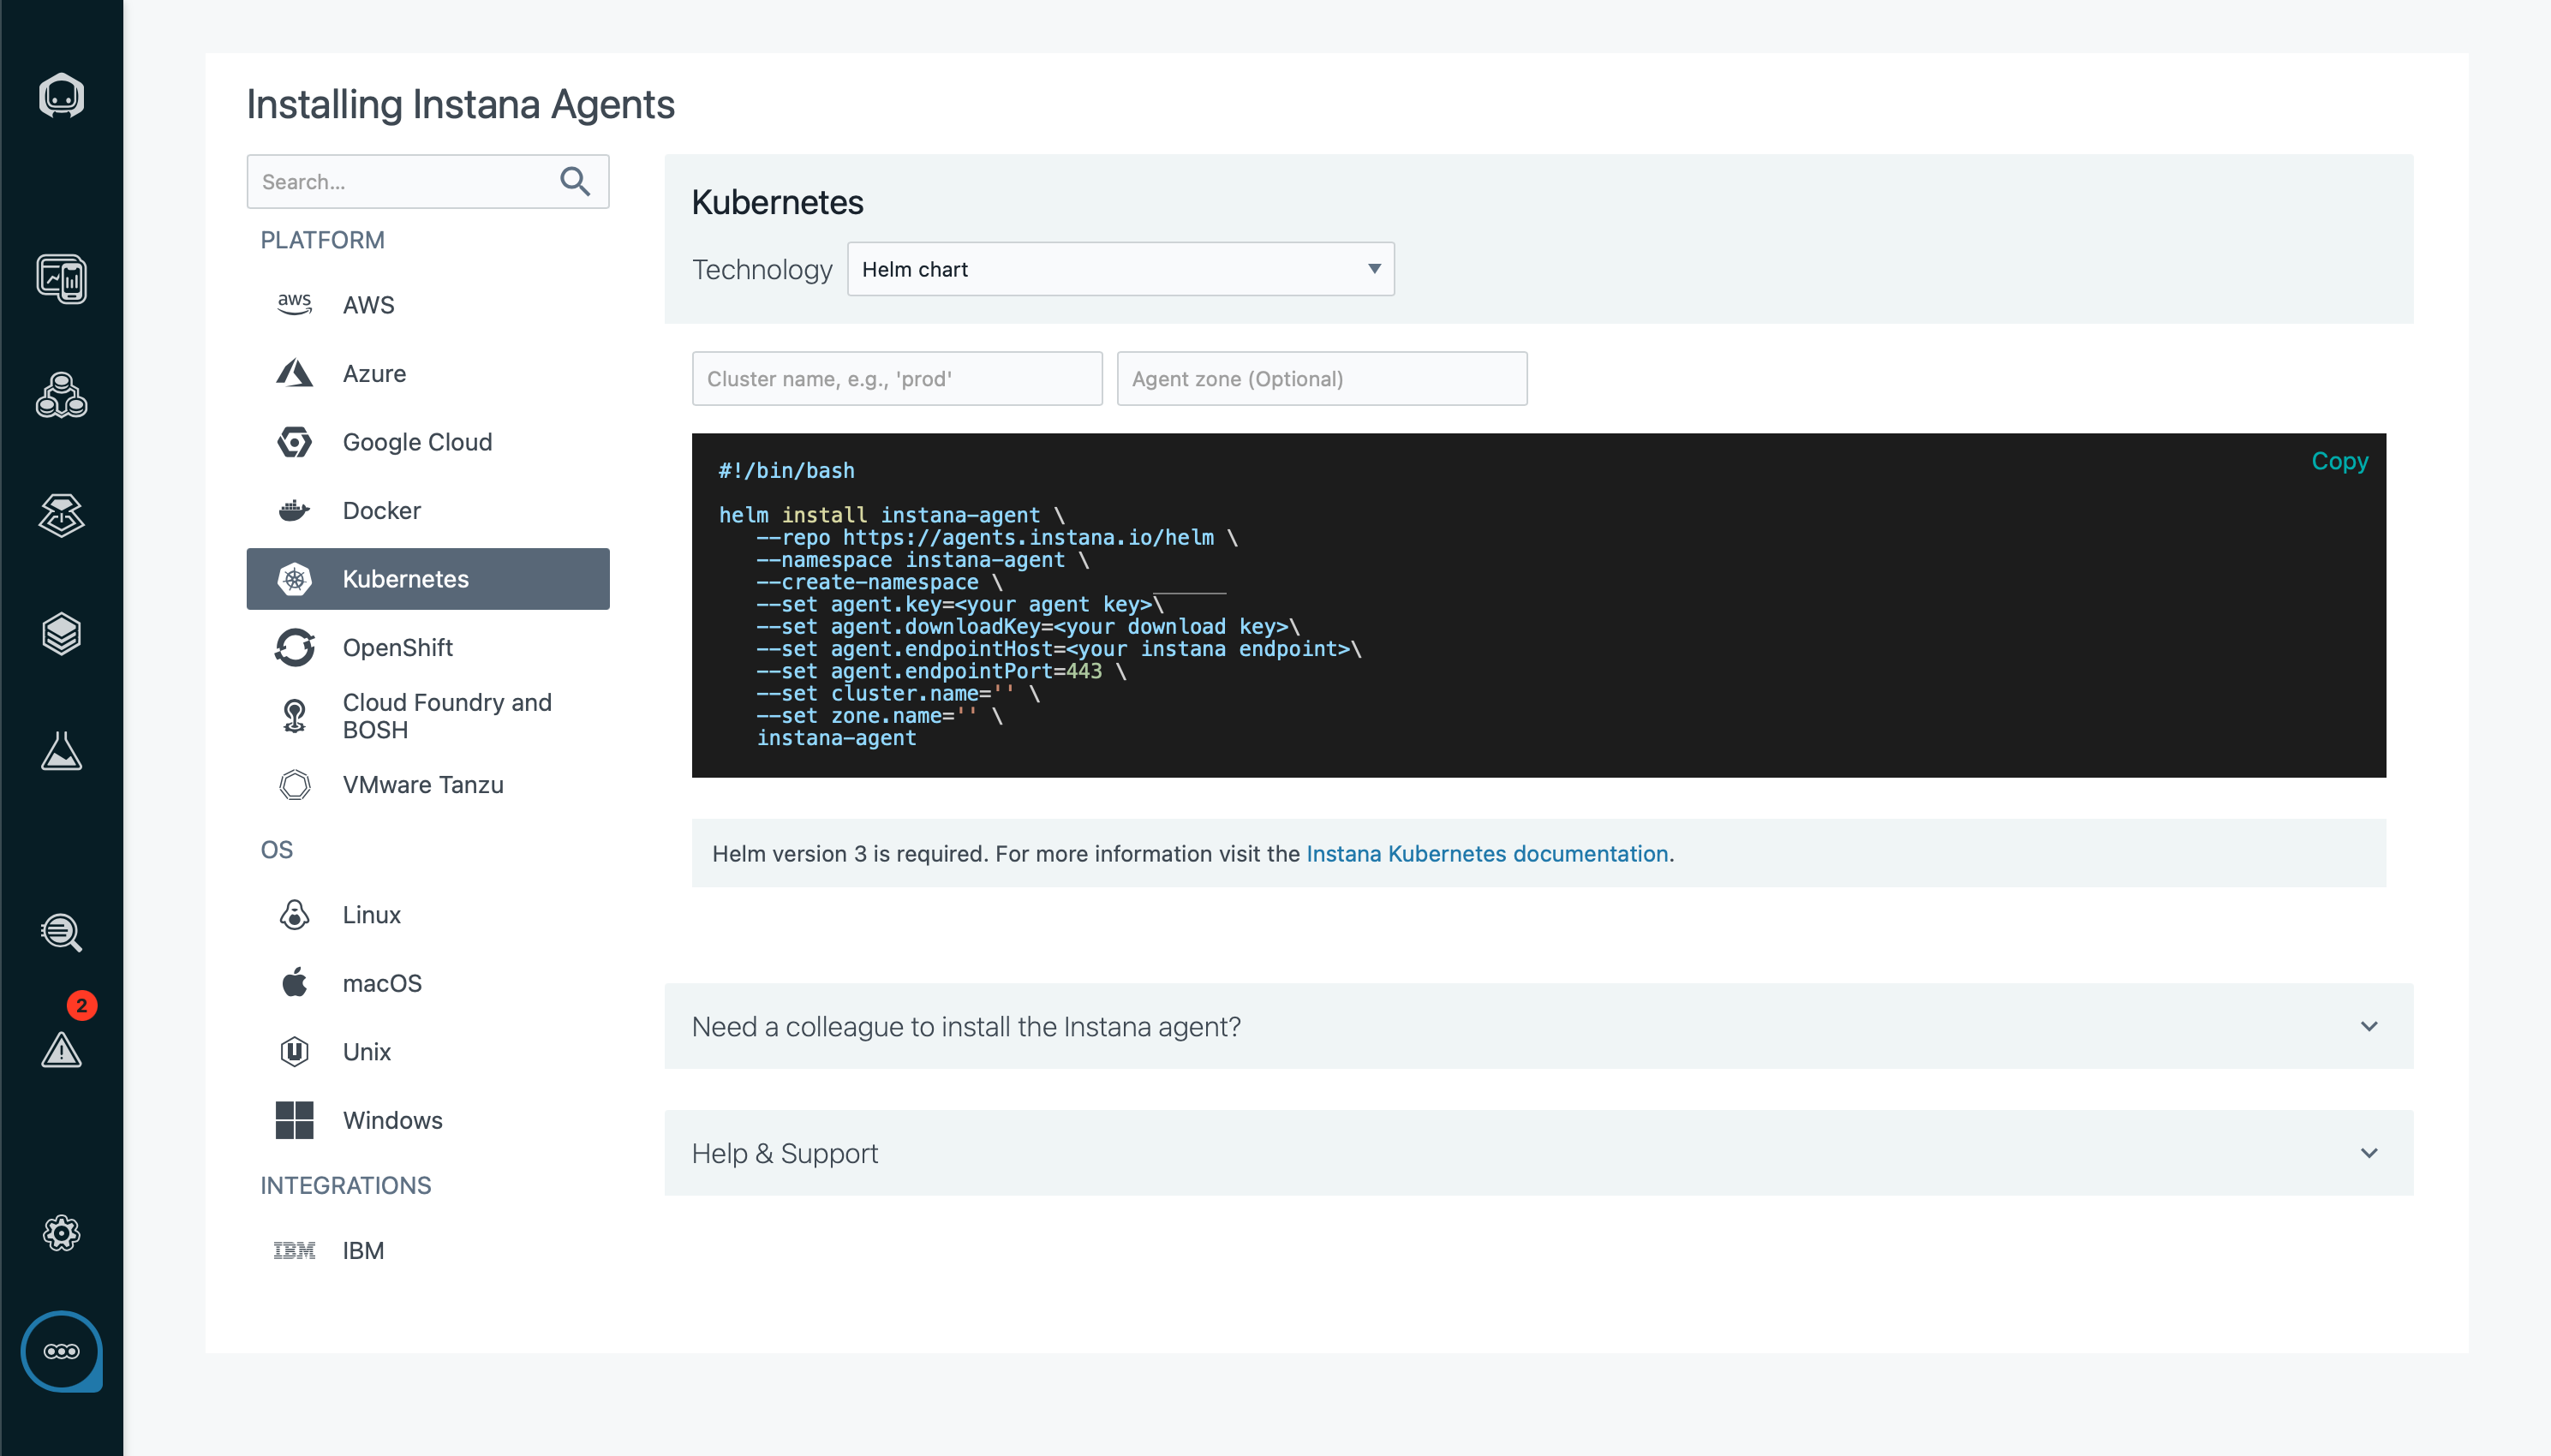 Installing Instana Agents
Search...
PLATFORM
aws AWS
Azure
Google Cloud
Docker
Kubernetes
OpenShift
Cloud Foundry and
BOSH
VMware Tanzu
OS
Linux
macOS
Unix
Windows
INTEGRATIONS
IBM IBM
2
Kubernetes
Technology Helm chart
Cluster name, e.g., 'prod' Agent zone (Optional)
Copy
#!/bin/bash
helm install instana-agent \
--repo https://agents.instana.io/helm \
--namespace instana-agent \
--create-namespace \
--set agent.key=<your agent key>\
--set agent.downloadKey=<your download key>\
--set agent.endpointHost=<your instana endpoint>\
--set agent.endpointPort=443 \
--set cluster.name='' \
--set zone.name='' \
instana-agent
Helm version 3 is required. For more information visit the Instana Kubernetes documentation.
Need a colleague to install the Instana agent?
Help & Support